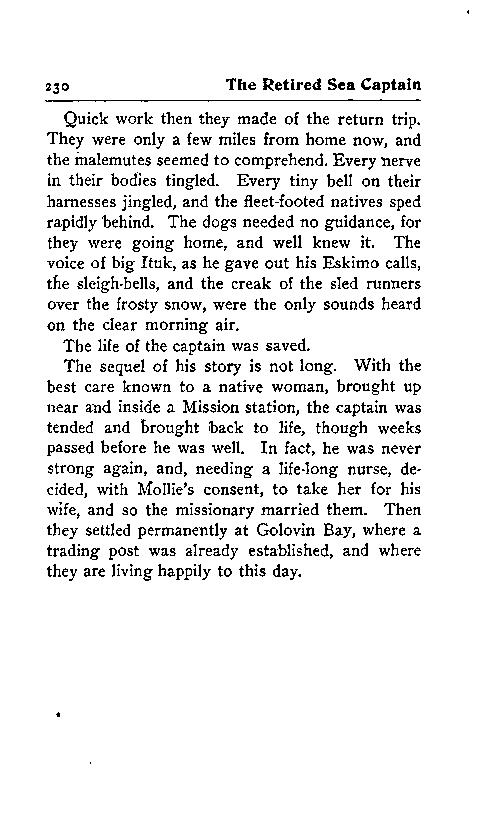 230 The Retired Sea Captain
Quick work then they made of the return trip.
They were only a few miles from home now, and
the malemutes seemed to comprehend. Every nerve
in their bodies tingled. Every tiny bell on their
harnesses jingled, and the fleet-footed natives sped
rapidly behind. The dogs needed no guidance, for
they were going home, and well knew it. The
voice of big Ituk, as he gave out his Eskimo calls,
the sleigh-bells, and the creak of the sled runners
over the frosty snow, were the only sounds heard
on the clear morning air.
The life of the captain was saved.
The sequel of his story is not long. With the
best care known to a native woman, brought up
near and inside a Mission station, the captain was
tended and brought back to life, though weeks
passed before he was well. In fact, he was never
strong again, and, needing a life-long nurse, de-
cided, with Mollie's consent, to take her for his
wife, and so the missionary married them. Then
they settled permanently at Golovin Bay, where a
trading post was already established, and where
they are living happily to this day.